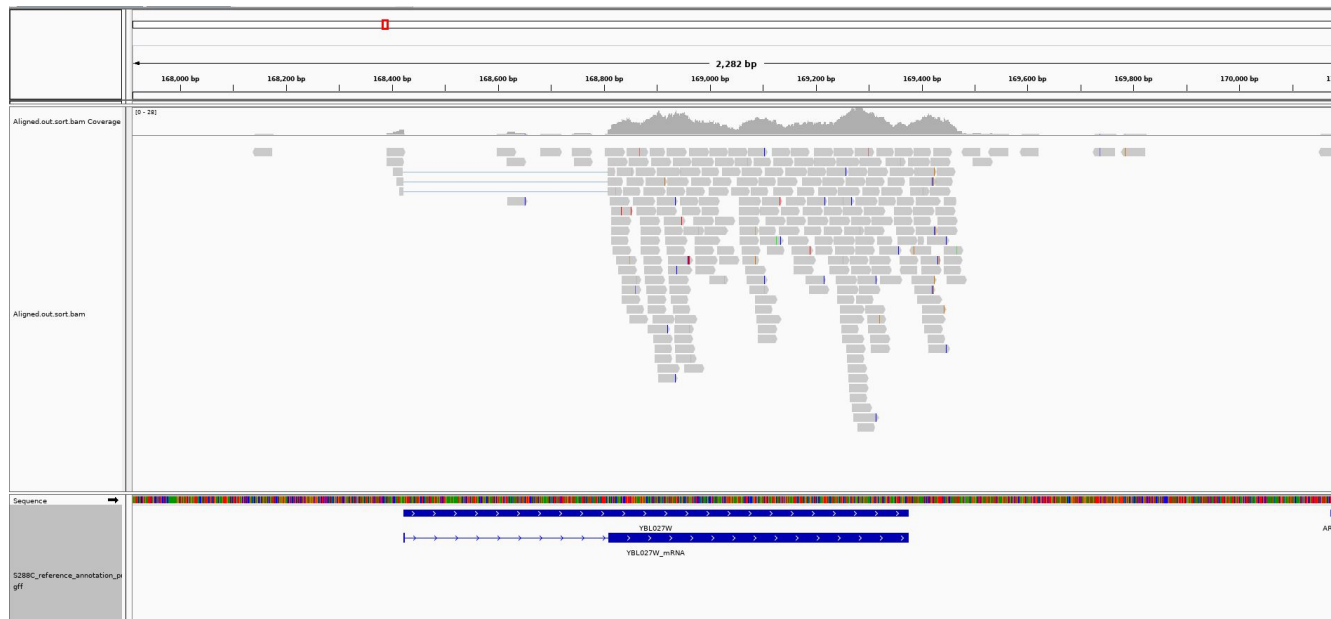 2,282 bp
168,000 bp 168,200 bp 168,400 bp 168,600 bp 168,800 bp 169,000 bp 169,200 bp 169,400 bp 169,600 bp 169,800 bp 170,000 bp 1
[0 - 28]
Aligned.out.sort.bam Coverage
Aligned.out.sort.bam
Sequence
YBL027W
YBL027W_mRNA
S288C_reference_annotation_p
gff